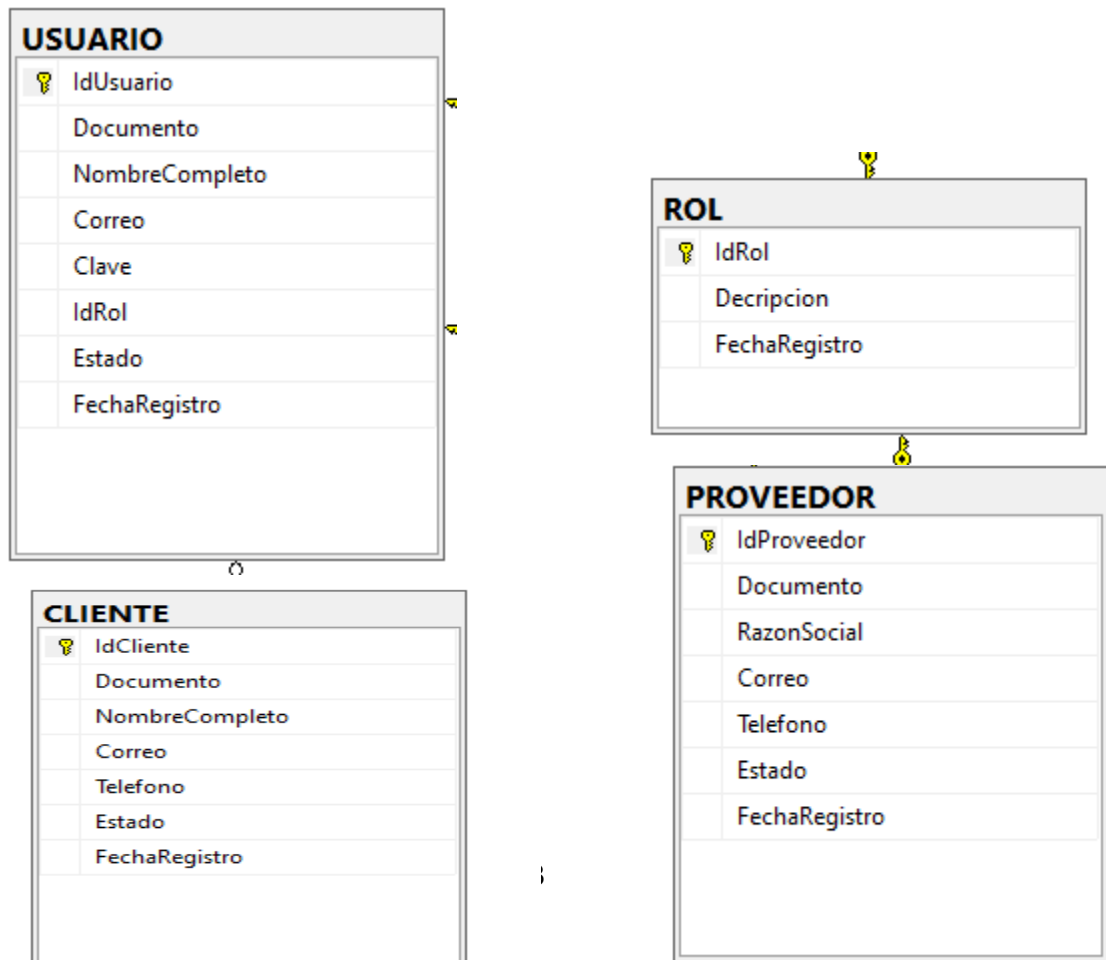 USUARIO
IdUsuario
Documento
NombreCompleto
Correo
Clave
IdRol
Estado
FechaRegistro
ROL
IdRol
Decripcion
FechaRegistro
CLIENTE
IdCliente
Documento
NombreCompleto
Correo
Telefono
Estado
FechaRegistro
PROVEEDOR
IdProveedor
Documento
RazonSocial
Correo
Telefono
Estado
FechaRegistro